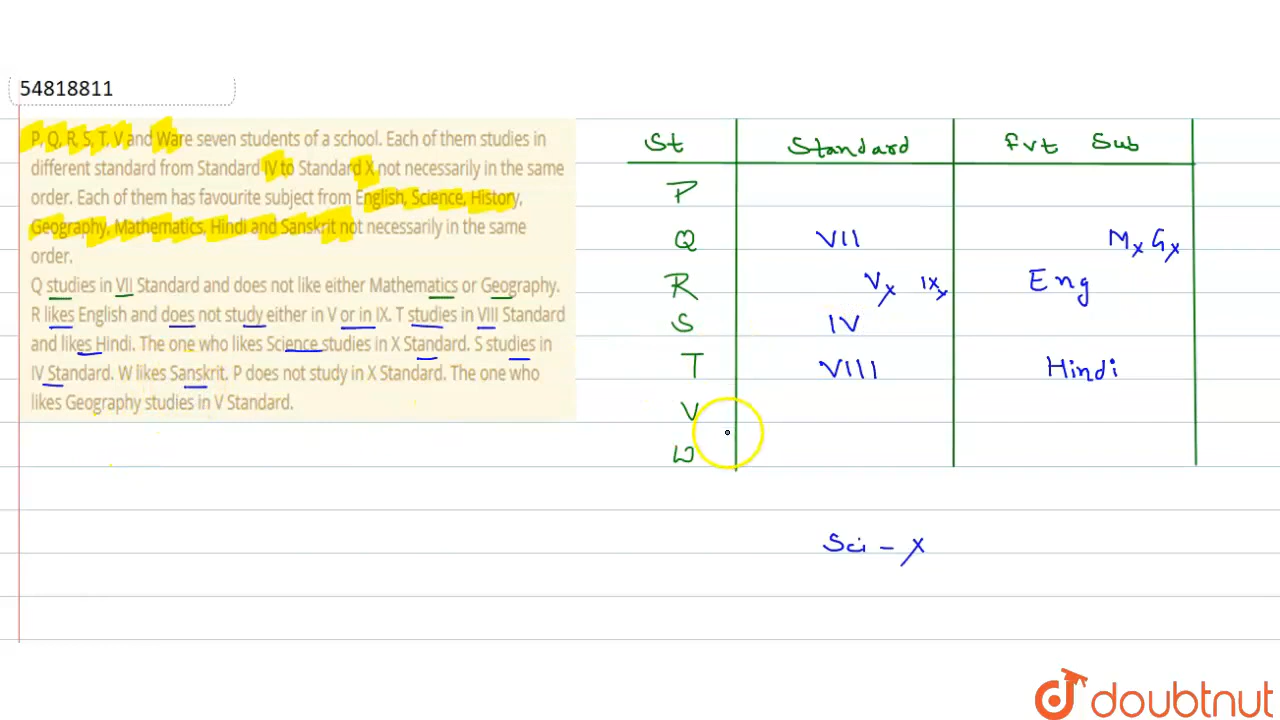 54818811
P, Q, R, S, T. V and Ware seven students of a school. Each of them studies in
different standard from Standard IV to Standard X not necessarily in the same
order. Each of them has favourite subject from English, Science, History,
Geography, Mathematics, Hindi and Sanskrit not necessarily in the same
order.
Q studies in VII Standard and does not like either Mathematics or Geography.
R likes English and does not study either in V or in IX. T studies in VIII Standard
and likes Hindi. The one who likes Science studies in X Standard. S studies in
IV Standard. W likes Sanskrit. P does not study in X Standard. The one who
likes Geography studies in V Standard.
St Standard Fvt Sub
P
Q VII Mx Gx
R Vx IXx Eng
S IV
T VIII Hindi
V
W
Sci - X
doubtnut